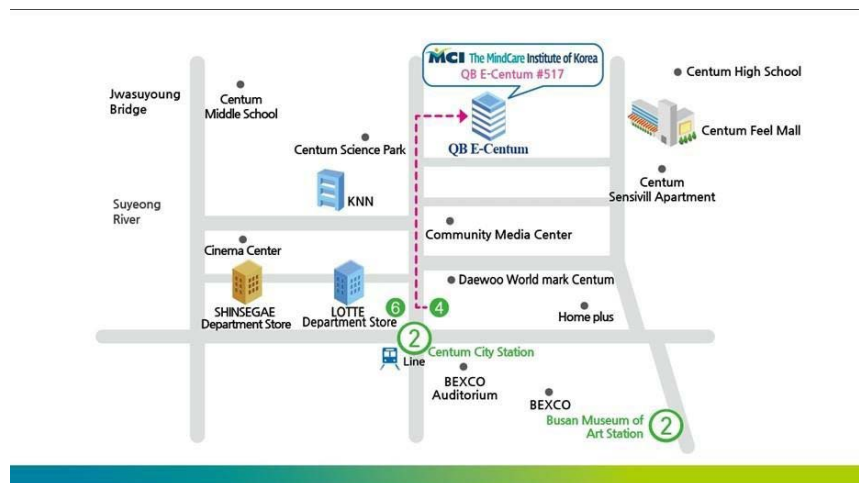 MCI The MindCare Institute of Korea
QB E-Centum #517
Centum High School
Jwasuyoung
Bridge
Centum
Middle School
Centum Feel Mall
Centum Science Park
QB E-Centum
Centum
Sensivill Apartment
KNN
Suyeong
River
Community Media Center
Cinema Center
Daewoo World mark Centum
SHINSEGAE
Department Store
LOTTE
Department Store
6
4
Home plus
2
Centum City Station
Line
BEXCO
Auditorium
BEXCO
Busan Museum of
Art Station
2